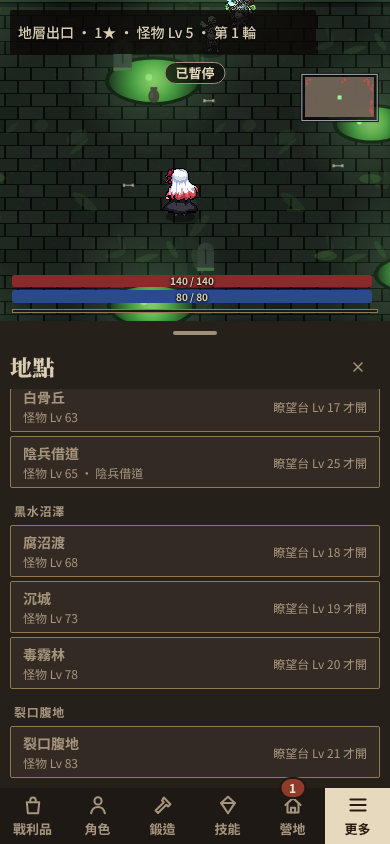 地層出口 · 1★ · 怪物 Lv 5 · 第 1 輪
已暫停
140 / 140
80 / 80
地點
×
白骨丘
怪物 Lv 63
瞭望台 Lv 17 才開
陰兵借道
怪物 Lv 65 · 陰兵借道
瞭望台 Lv 25 才開
黑水沼澤
腐沼渡
怪物 Lv 68
瞭望台 Lv 18 才開
沉城
怪物 Lv 73
瞭望台 Lv 19 才開
毒霧林
怪物 Lv 78
瞭望台 Lv 20 才開
裂口腹地
裂口腹地
怪物 Lv 83
瞭望台 Lv 21 才開
1
戰利品
角色
鍛造
技能
營地
更多